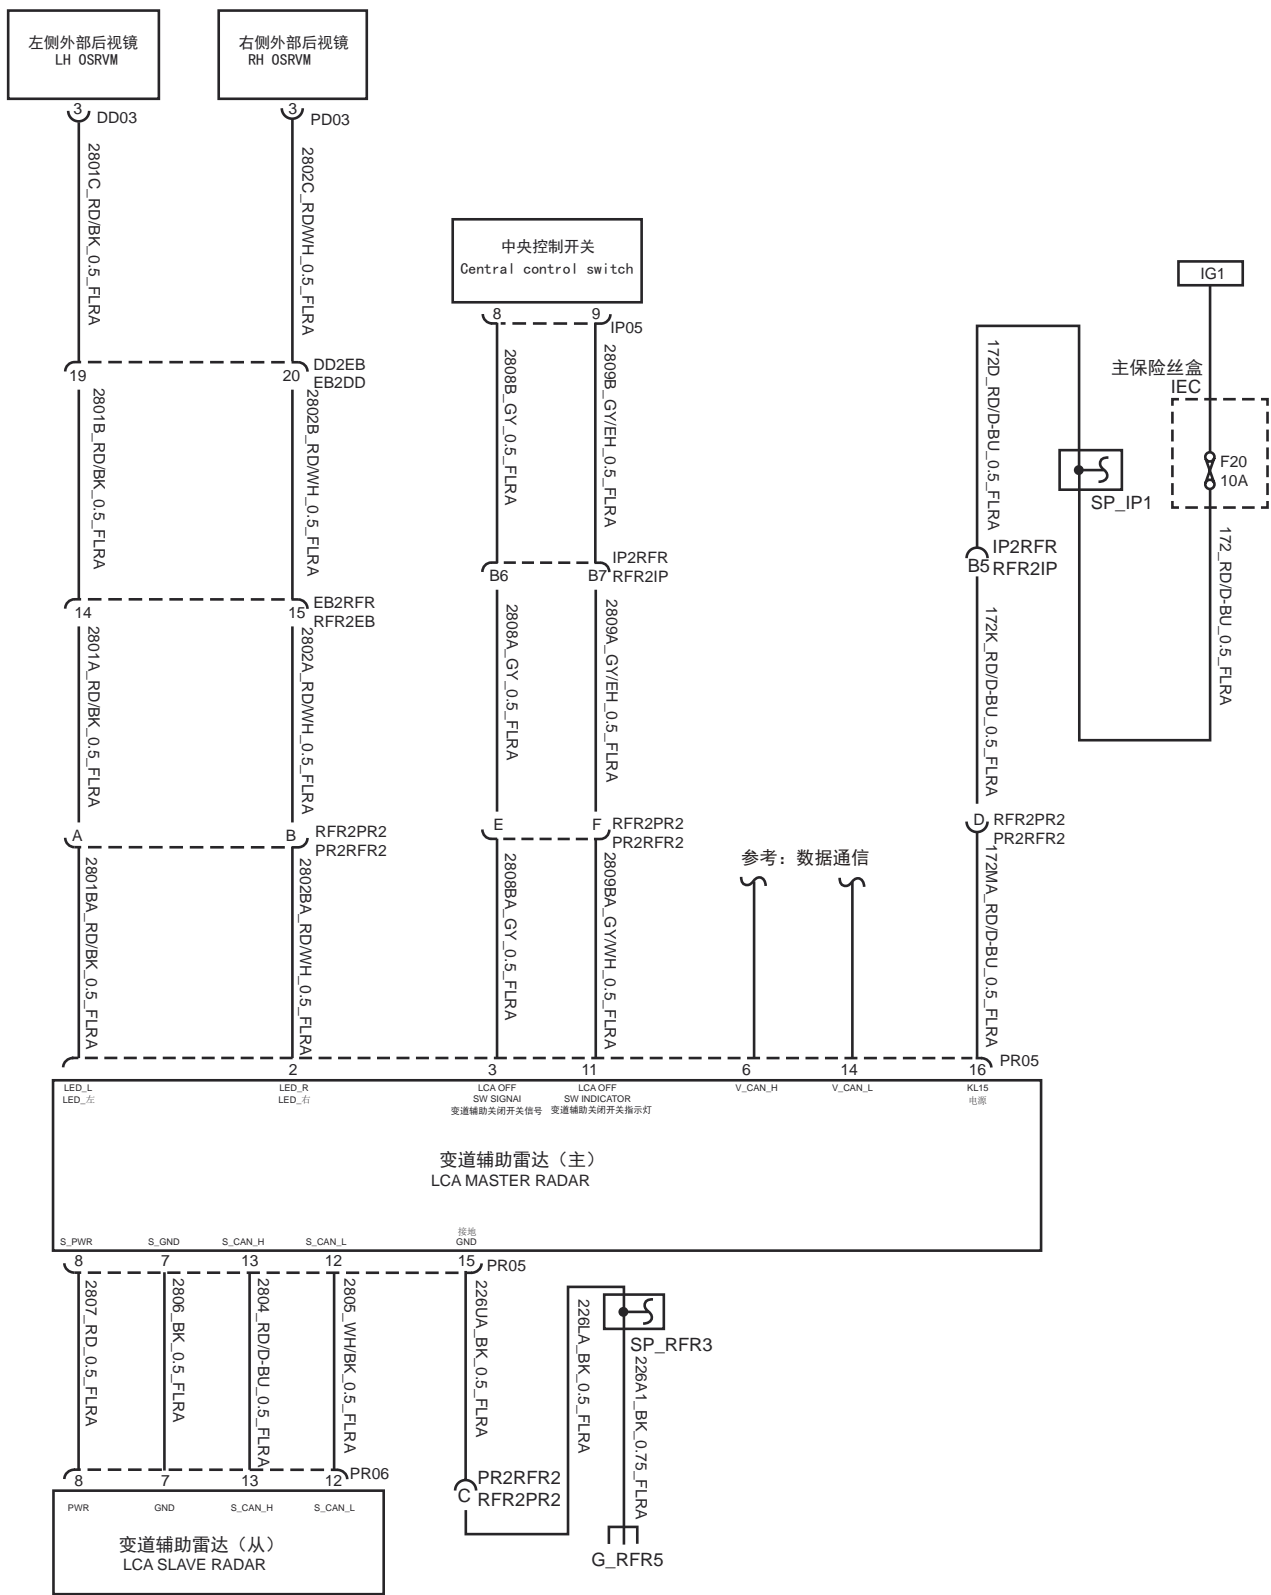 左侧外部后视镜
LH OSRVM
右侧外部后视镜
RH OSRVM
3
DD03
3
PD03
2801C_RD/BK_0.5_FLRA
2802C_RD/WH_0.5_FLRA
中央控制开关
Central control switch
8
9
IP05
IG1
主保险丝盒
IEC
F20
10A
SP_IP1
172D_RD/D-BU_0.5_FLRA
172_RD/D-BU_0.5_FLRA
19
20
DD2EB
EB2DD
2801B_RD/BK_0.5_FLRA
2802B_RD/WH_0.5_FLRA
2808B_GY_0.5_FLRA
2809B_GY/EH_0.5_FLRA
B6
B7
IP2RFR
RFR2IP
B5
IP2RFR
RFR2IP
14
15
EB2RFR
RFR2EB
2801A_RD/BK_0.5_FLRA
2802A_RD/WH_0.5_FLRA
2808A_GY_0.5_FLRA
2809A_GY/EH_0.5_FLRA
172K_RD/D-BU_0.5_FLRA
A
B
RFR2PR2
PR2RFR2
E
F
RFR2PR2
PR2RFR2
D
RFR2PR2
PR2RFR2
参考：数据通信
2801BA_RD/BK_0.5_FLRA
2802BA_RD/WH_0.5_FLRA
2808BA_GY_0.5_FLRA
2809BA_GY/WH_0.5_FLRA
172MA_RD/D-BU_0.5_FLRA
PR05
2
3
11
6
14
16
LED_L
LED_左
LED_R
LED_右
LCA OFF
SW SIGNAI
变道辅助关闭开关信号
LCA OFF
SW INDICATOR
变道辅助关闭开关指示灯
V_CAN_H
V_CAN_L
KL15
电源
变道辅助雷达（主）
LCA MASTER RADAR
S_PWR
S_GND
S_CAN_H
S_CAN_L
接地
GND
8
7
13
12
15
PR05
2807_RD_0.5_FLRA
2806_BK_0.5_FLRA
2804_RD/D-BU_0.5_FLRA
2805_WH/BK_0.5_FLRA
226UA_BK_0.5_FLRA
226LA_BK_0.5_FLRA
SP_RFR3
226A1_BK_0.75_FLRA
8
7
13
12
PR06
C
PR2RFR2
RFR2PR2
PWR
GND
S_CAN_H
S_CAN_L
变道辅助雷达（从）
LCA SLAVE RADAR
G_RFR5